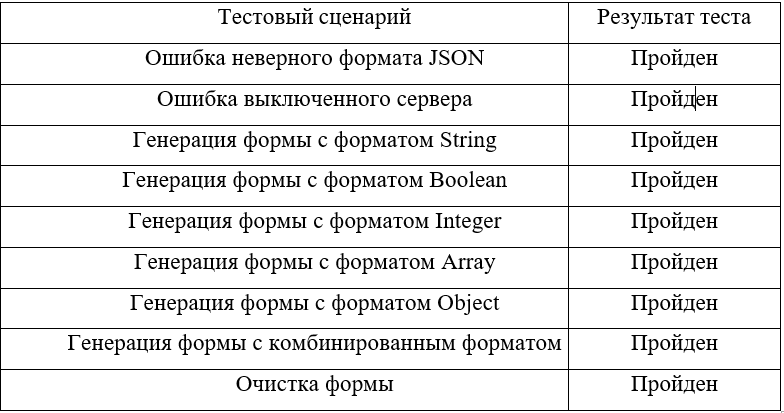 Тестовый сценарий Результат теста
Ошибка неверного формата JSON Пройден
Ошибка выключенного сервера Пройден
Генерация формы с форматом String Пройден
Генерация формы с форматом Boolean Пройден
Генерация формы с форматом Integer Пройден
Генерация формы с форматом Array Пройден
Генерация формы с форматом Object Пройден
Генерация формы с комбинированным форматом Пройден
Очистка формы Пройден